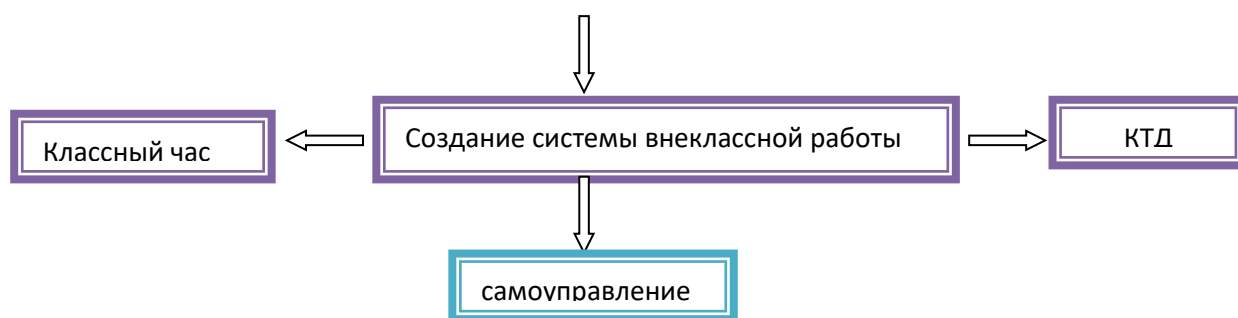 Создание системы внеклассной работы
Классный час
КТД
самоуправление